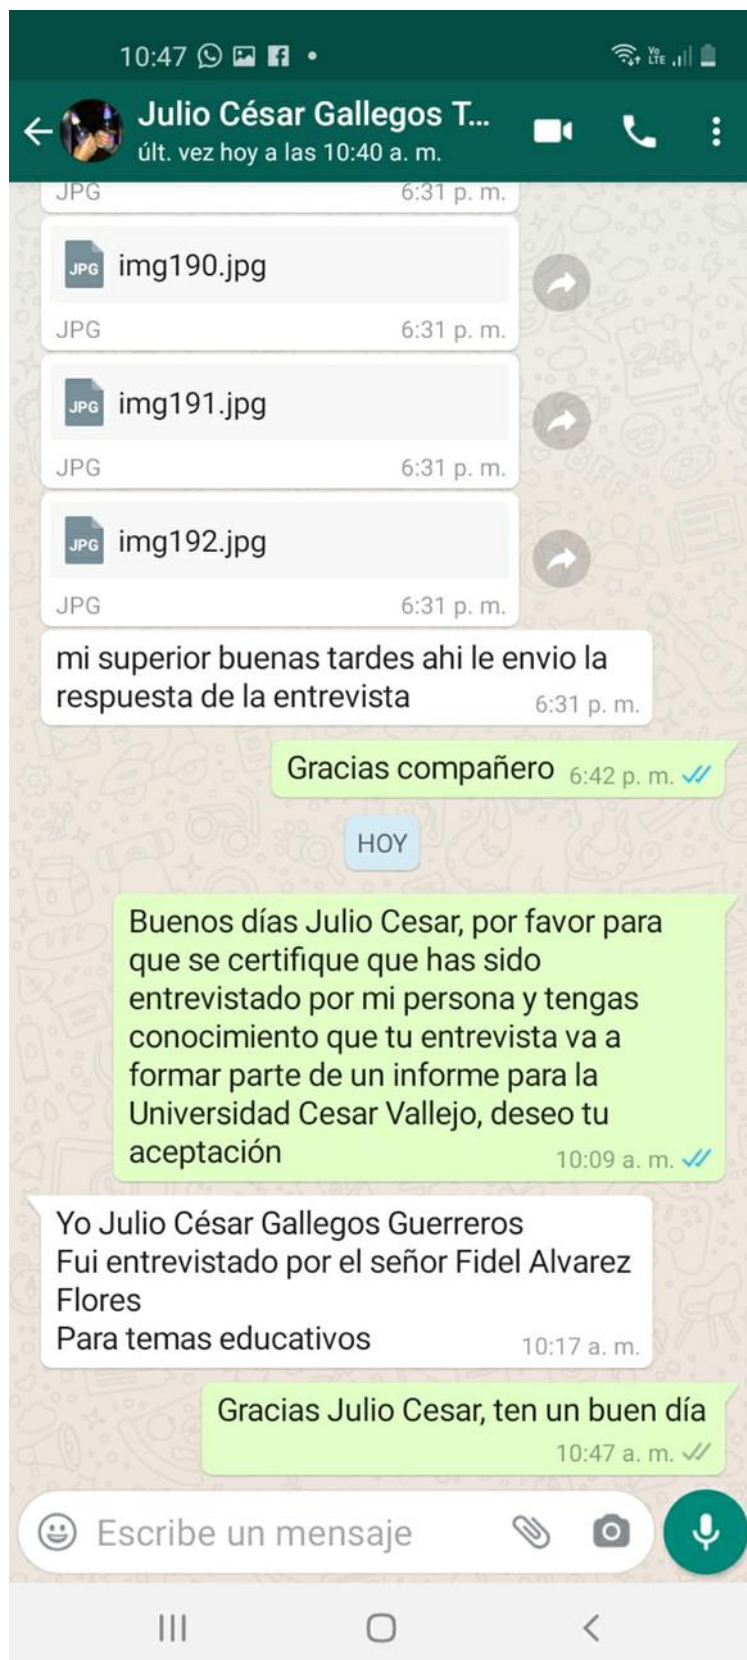 10:47
Vo LTE
Julio César Gallegos T...
últ. vez hoy a las 10:40 a. m.
JPG 6:31 p. m.
JPG img190.jpg
JPG 6:31 p. m.
JPG img191.jpg
JPG 6:31 p. m.
JPG img192.jpg
JPG 6:31 p. m.
mi superior buenas tardes ahi le envio la
respuesta de la entrevista 6:31 p. m.
Gracias compañero 6:42 p. m.
HOY
Buenos días Julio Cesar, por favor para
que se certifique que has sido
entrevistado por mi persona y tengas
conocimiento que tu entrevista va a
formar parte de un informe para la
Universidad Cesar Vallejo, deseo tu
aceptación 10:09 a. m.
Yo Julio César Gallegos Guerreros
Fui entrevistado por el señor Fidel Alvarez
Flores
Para temas educativos 10:17 a. m.
Gracias Julio Cesar, ten un buen día
10:47 a. m.
Escribe un mensaje